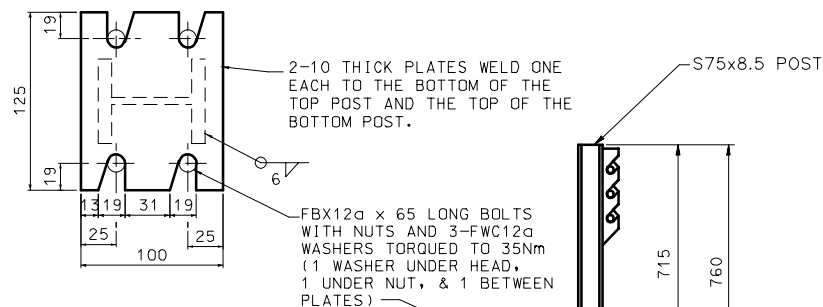 19
125
19
13 19 31 19
25 25
100
2-10 THICK PLATES WELD ONE
EACH TO THE BOTTOM OF THE
TOP POST AND THE TOP OF THE
BOTTOM POST.
6
FBX12a x 65 LONG BOLTS
WITH NUTS AND 3-FWC12a
WASHERS TORQUED TO 35Nm
(1 WASHER UNDER HEAD,
1 UNDER NUT, & 1 BETWEEN
PLATES)
S75x8.5 POST
715
760